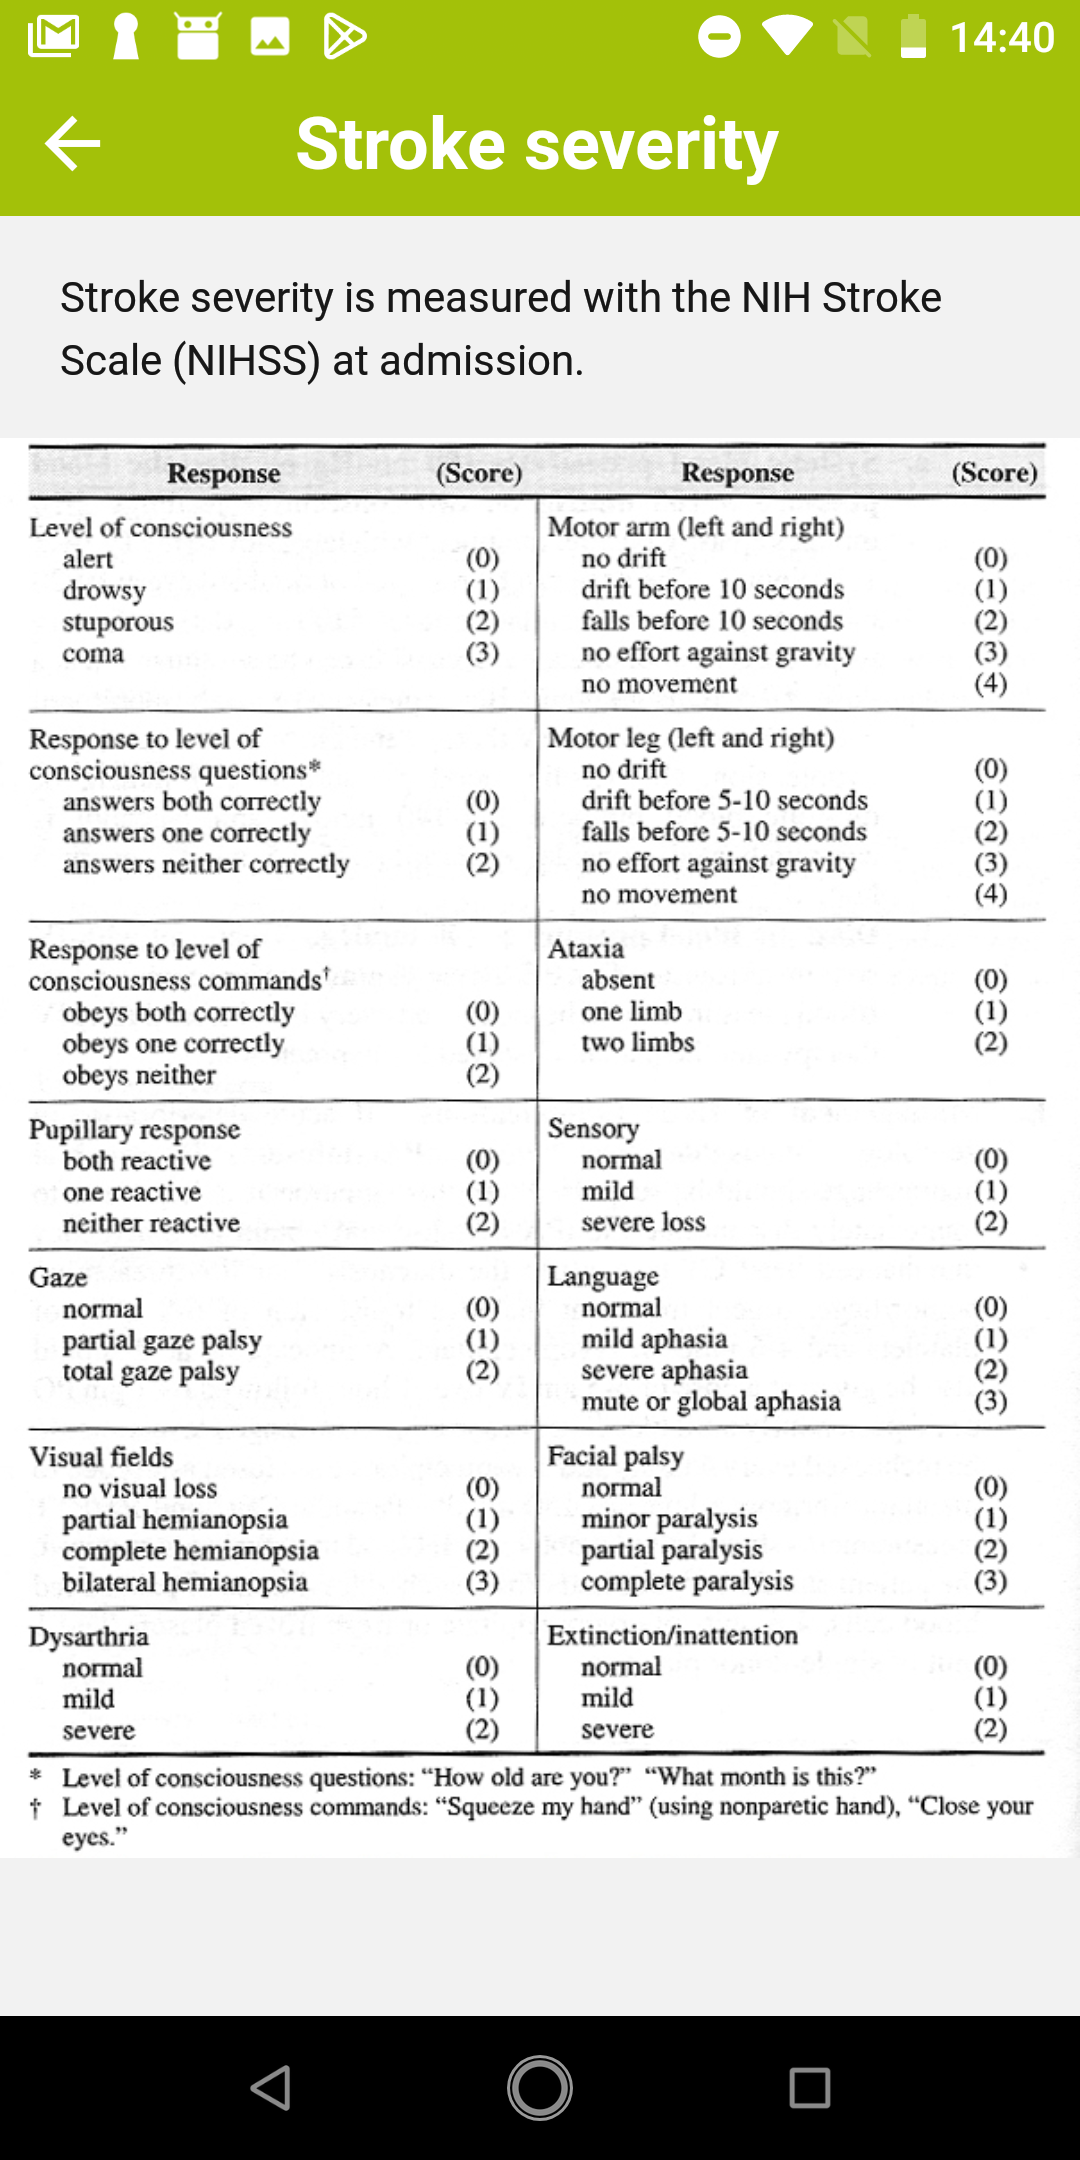 14:40
Stroke severity
Stroke severity is measured with the NIH Stroke
Scale (NIHSS) at admission.
Response (Score) Response (Score)
Level of consciousness
alert (0)
drowsy (1)
stuporous (2)
coma (3)
Motor arm (left and right)
no drift (0)
drift before 10 seconds (1)
falls before 10 seconds (2)
no effort against gravity (3)
no movement (4)
Response to level of
consciousness questions*
answers both correctly (0)
answers one correctly (1)
answers neither correctly (2)
Motor leg (left and right)
no drift (0)
drift before 5-10 seconds (1)
falls before 5-10 seconds (2)
no effort against gravity (3)
no movement (4)
Response to level of
consciousness commands†
obeys both correctly (0)
obeys one correctly (1)
obeys neither (2)
Ataxia
absent (0)
one limb (1)
two limbs (2)
Pupillary response
both reactive (0)
one reactive (1)
neither reactive (2)
Sensory
normal (0)
mild (1)
severe loss (2)
Gaze
normal (0)
partial gaze palsy (1)
total gaze palsy (2)
Language
normal (0)
mild aphasia (1)
severe aphasia (2)
mute or global aphasia (3)
Visual fields
no visual loss (0)
partial hemianopsia (1)
complete hemianopsia (2)
bilateral hemianopsia (3)
Facial palsy
normal (0)
minor paralysis (1)
partial paralysis (2)
complete paralysis (3)
Dysarthria
normal (0)
mild (1)
severe (2)
Extinction/inattention
normal (0)
mild (1)
severe (2)
* Level of consciousness questions: “How old are you?” “What month is this?”
† Level of consciousness commands: “Squeeze my hand” (using nonparetic hand), “Close your
eyes.”